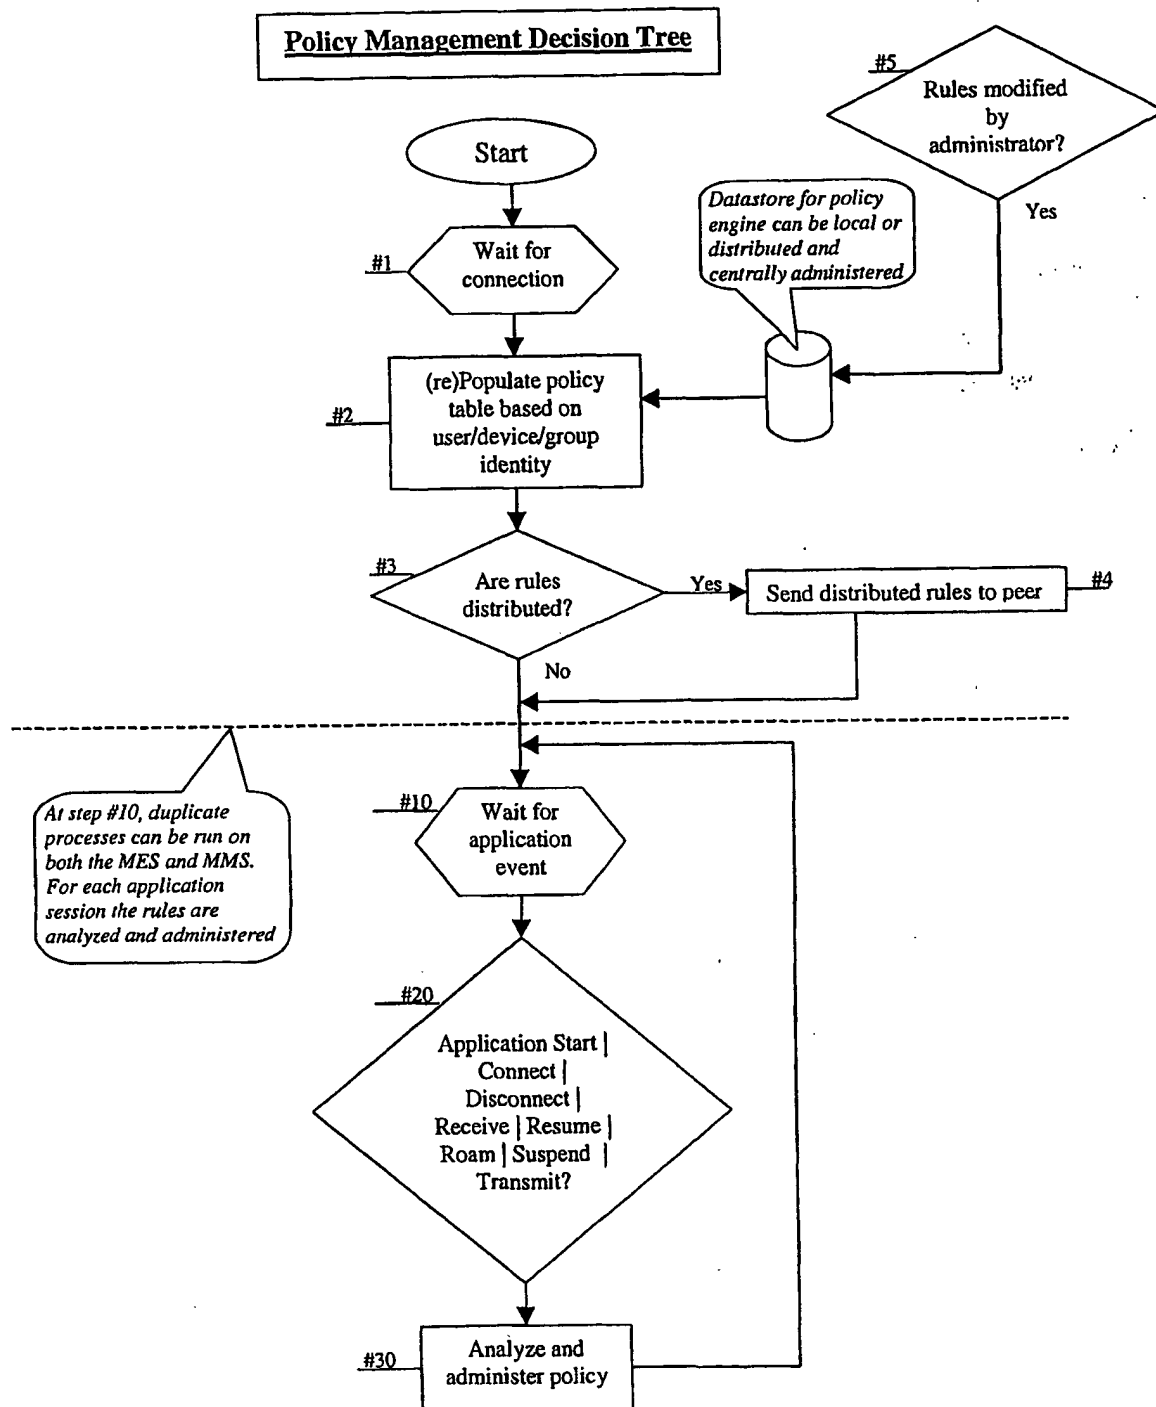 Policy Management Decision Tree
#5
Rules modified
by
administrator?
Yes
Start
Datastore for policy
engine can be local or
distributed and
centrally administered
#1
Wait for
connection
#2
(re)Populate policy
table based on
user/device/group
identity
#3
Are rules
distributed?
Yes
Send distributed rules to peer
#4
No
At step #10, duplicate
processes can be run on
both the MES and MMS.
For each application
session the rules are
analyzed and administered
#10
Wait for
application
event
#20
Application Start |
Connect |
Disconnect |
Receive | Resume |
Roam | Suspend |
Transmit?
#30
Analyze and
administer policy